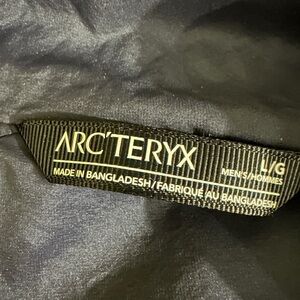 ARC'TERYX
L/G
MEN'S/HOMMES
MADE IN BANGLADESH/FABRIQUÉ AU BANGLADESH